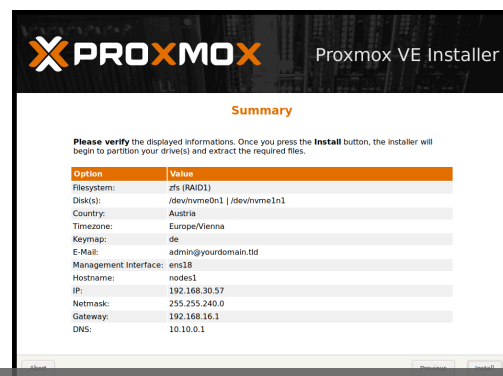 PROXMOX
Proxmox VE Installer
Summary
Please verify the displayed informations. Once you press the Install button, the installer will
begin to partition your drive(s) and extract the required files.
Option Value
Filesystem: zfs (RAID1)
Disk(s): /dev/nvme0n1 | /dev/nvme1n1
Country: Austria
Timezone: Europe/Vienna
Keymap: de
E-Mail: admin@yourdomain.tld
Management Interface: ens18
Hostname: nodes1
IP: 192.168.30.57
Netmask: 255.255.240.0
Gateway: 192.168.16.1
DNS: 10.10.0.1
Abort Previous Install